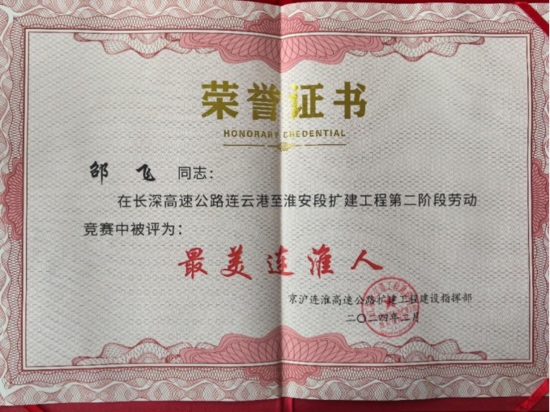 荣誉证书
HONORARY CREDENTIAL
邵飞 同志：
在长深高速公路连云港至淮安段扩建工程第二阶段劳动
竞赛中被评为：
最美连淮人
京沪连淮高速公路扩建工程建设指挥部
二〇二四年二月